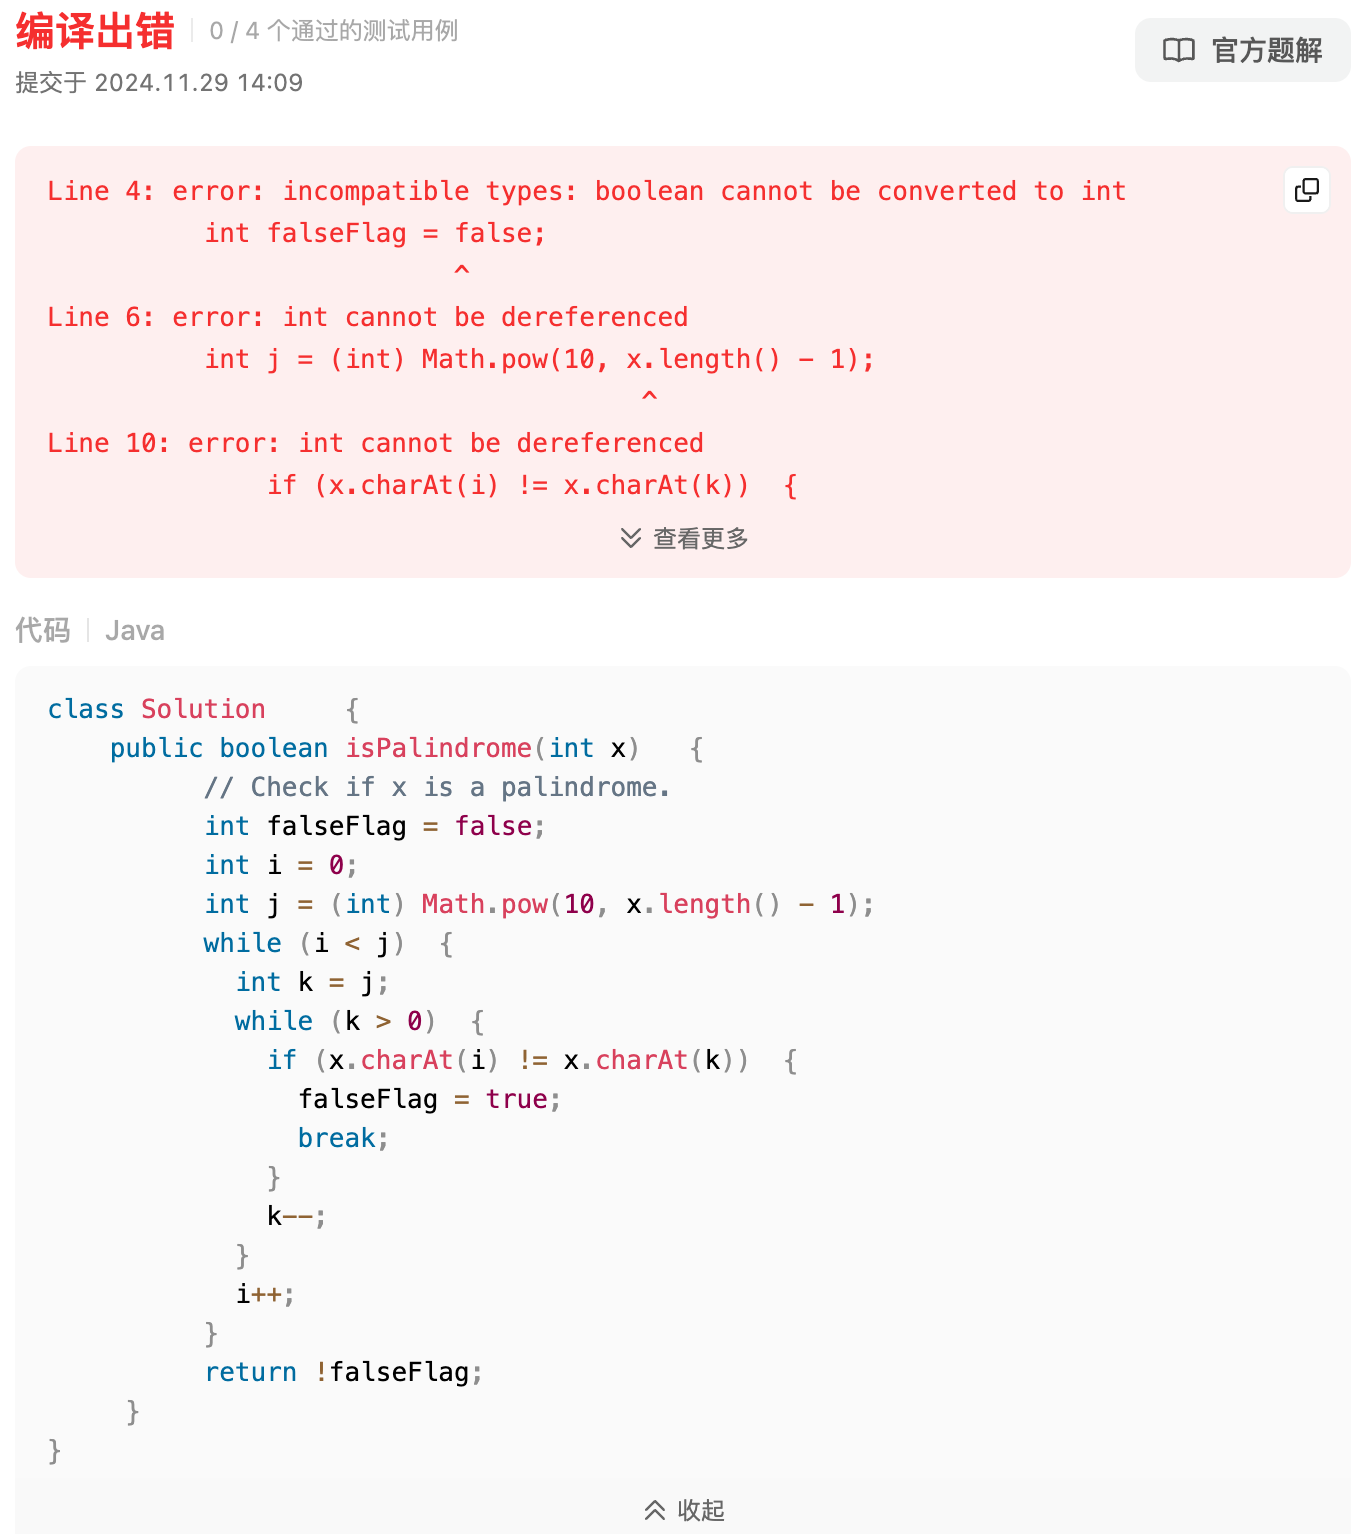 编译出错 | 0 / 4 个通过的测试用例
官方题解
提交于 2024.11.29 14:09
Line 4: error: incompatible types: boolean cannot be converted to int
          int falseFlag = false;
                          ^
Line 6: error: int cannot be dereferenced
          int j = (int) Math.pow(10, x.length() - 1);
                                      ^
Line 10: error: int cannot be dereferenced
              if (x.charAt(i) != x.charAt(k))  {
查看更多
代码 | Java
class Solution     {
    public boolean isPalindrome(int x)   {
          // Check if x is a palindrome.
          int falseFlag = false;
          int i = 0;
          int j = (int) Math.pow(10, x.length() - 1);
          while (i < j)  {
            int k = j;
            while (k > 0)  {
              if (x.charAt(i) != x.charAt(k))  {
                falseFlag = true;
                break;
              }
              k--;
            }
            i++;
          }
          return !falseFlag;
     }
}
收起